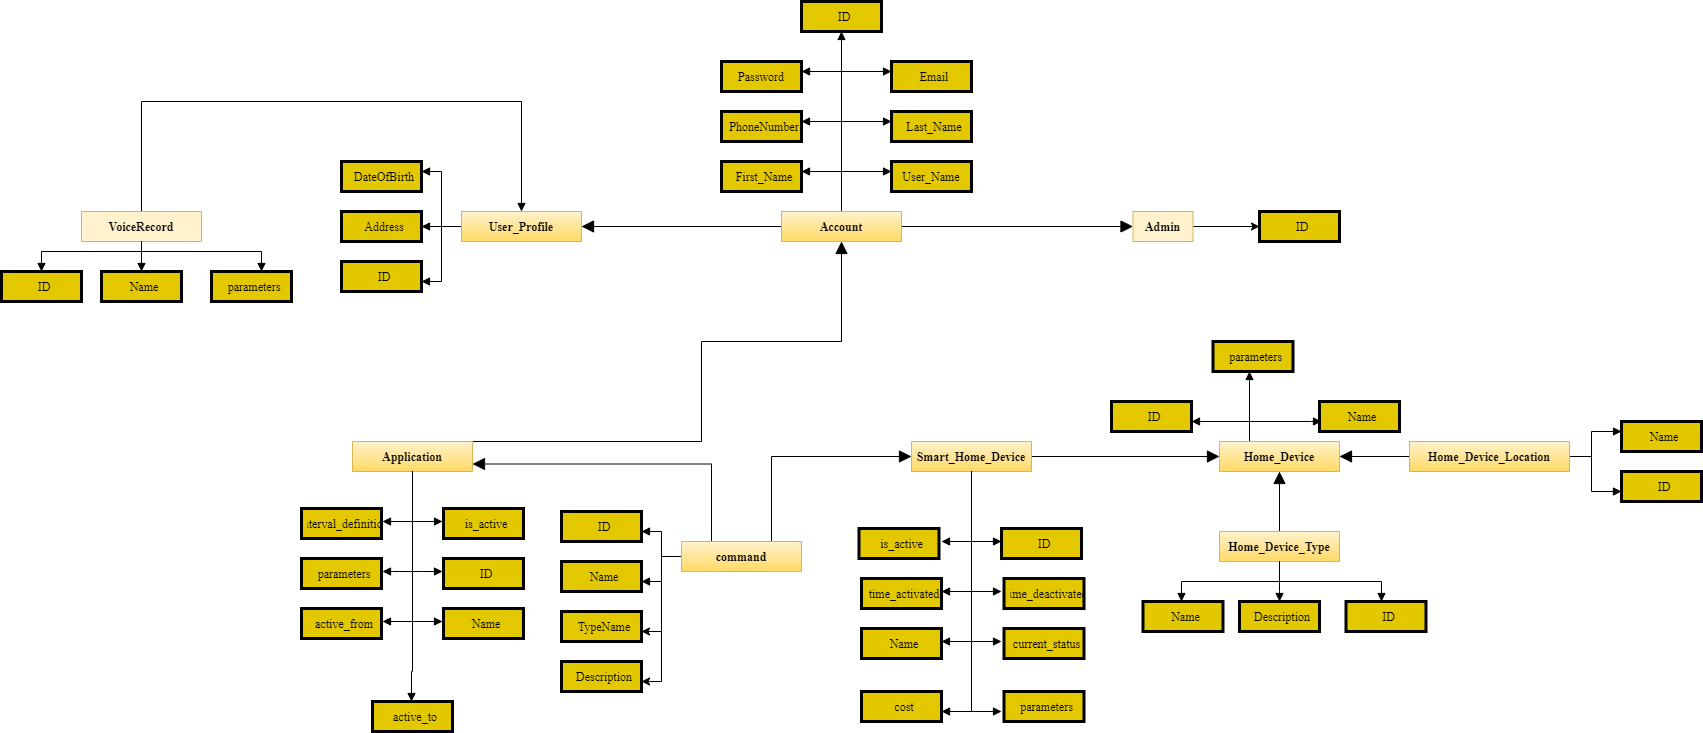 ID
Password
Email
PhoneNumber
Last_Name
First_Name
User_Name
DateOfBirth
Address
ID
VoiceRecord
User_Profile
Account
Admin
ID
ID
Name
parameters
parameters
ID
Name
Application
Smart_Home_Device
Home_Device
Home_Device_Location
Name
ID
terval_definitio
is_active
parameters
ID
active_from
Name
active_to
ID
Name
TypeName
Description
command
is_active
ID
time_activated
ime_deactivate
Name
current_status
cost
parameters
Home_Device_Type
Name
Description
ID